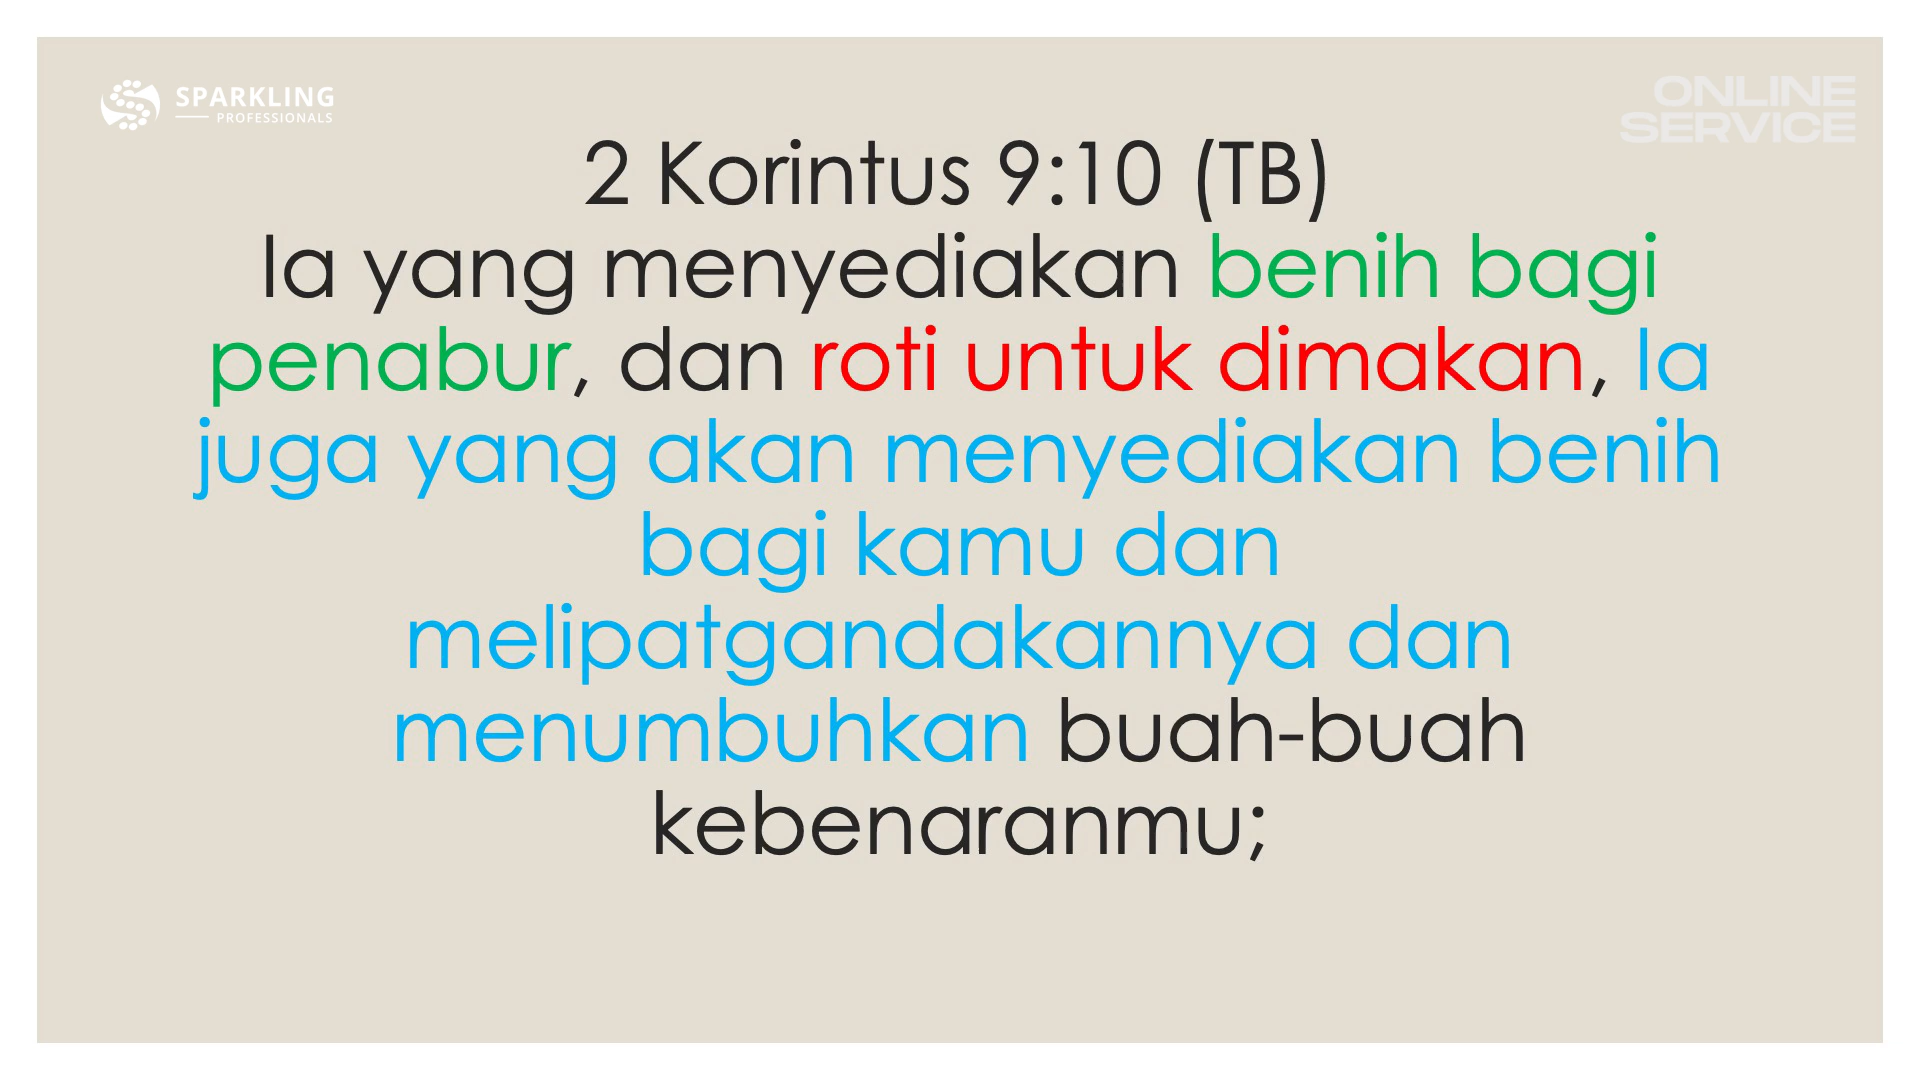 SPARKLING
PROFESSIONALS
ONLINE
SERVICE
2 Korintus 9:10 (TB)
Ia yang menyediakan benih bagi
penabur, dan roti untuk dimakan, Ia
juga yang akan menyediakan benih
bagi kamu dan
melipatgandakannya dan
menumbuhkan buah-buah
kebenaranmu;